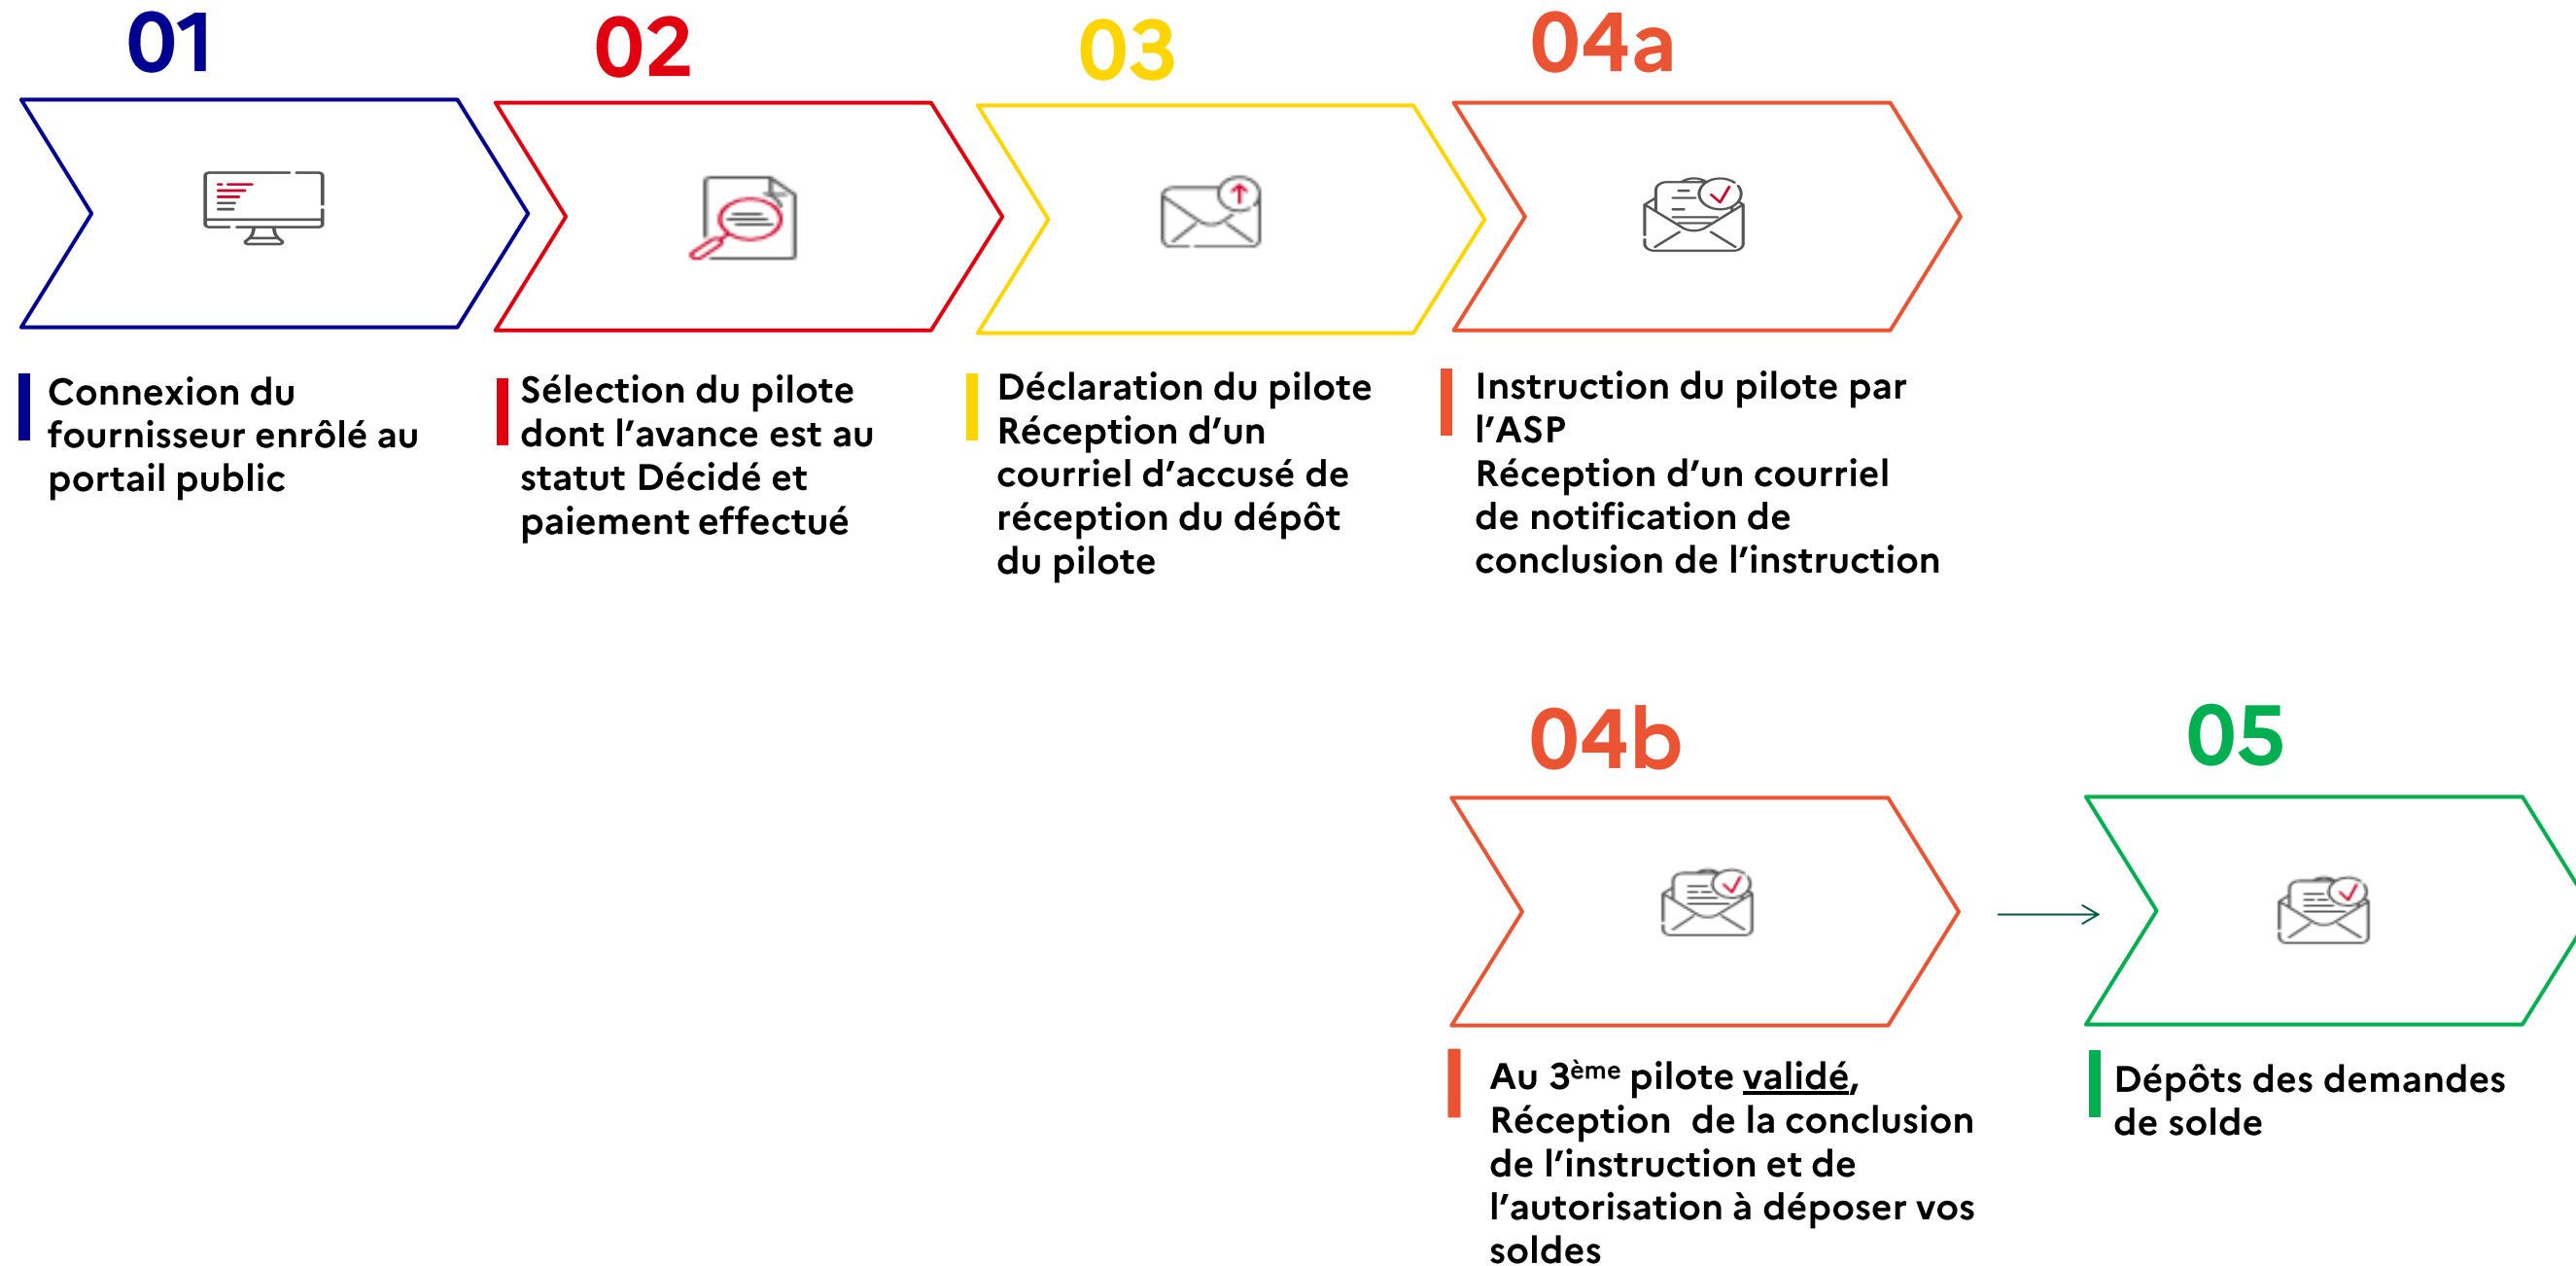 01
Connexion du
fournisseur enrôlé au
portail public
02
Sélection du pilote
dont l’avance est au
statut Décidé et
paiement effectué
03
Déclaration du pilote
Réception d’un
courriel d’accusé de
réception du dépôt
du pilote
04a
Instruction du pilote par
l’ASP
Réception d’un courriel
de notification de
conclusion de l’instruction
04b
Au 3ème pilote validé,
Réception  de la conclusion
de l’instruction et de
l’autorisation à déposer vos
soldes
05
Dépôts des demandes
de solde